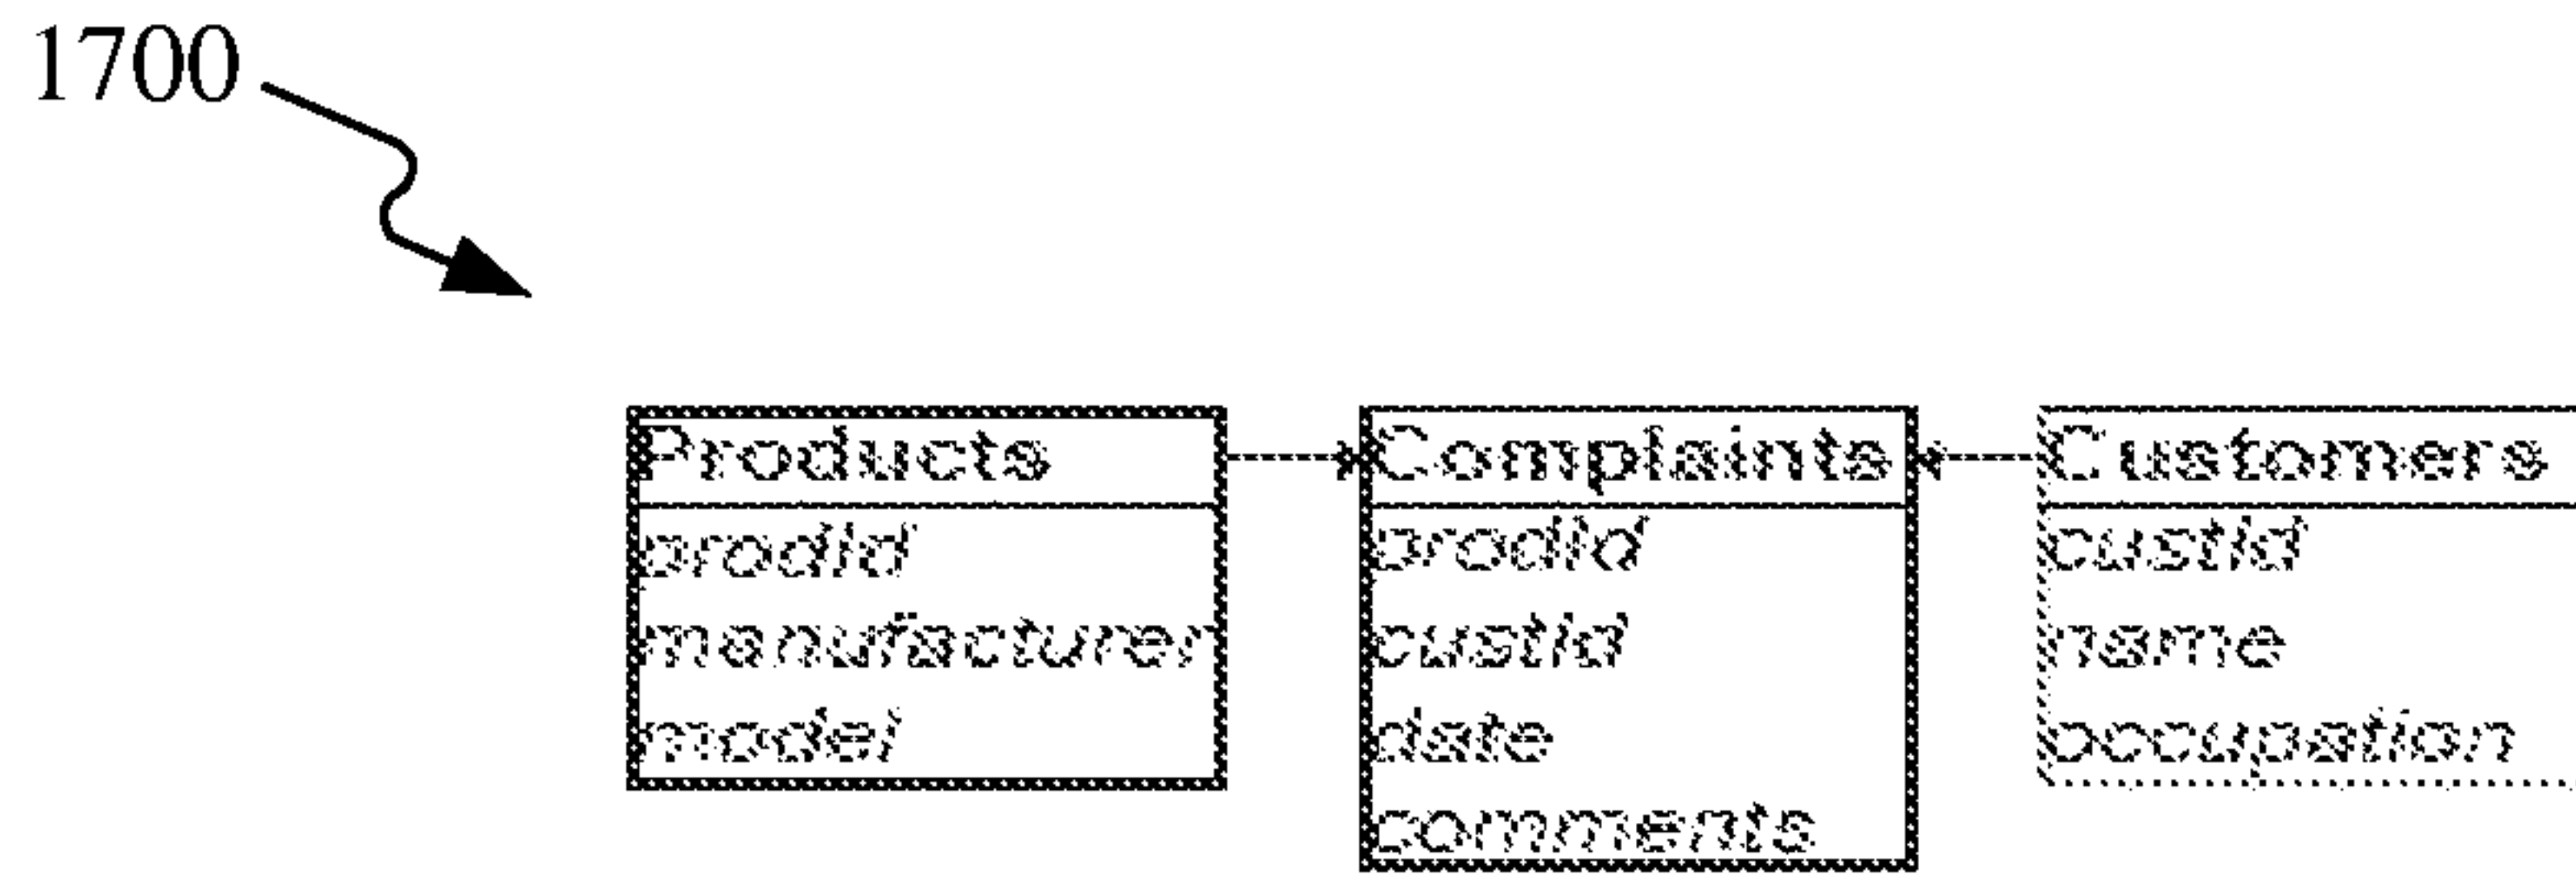 1700
Products
prodid
manufacturer
model
Complaints
prodid
custid
date
comments
Customers
custid
name
occupation